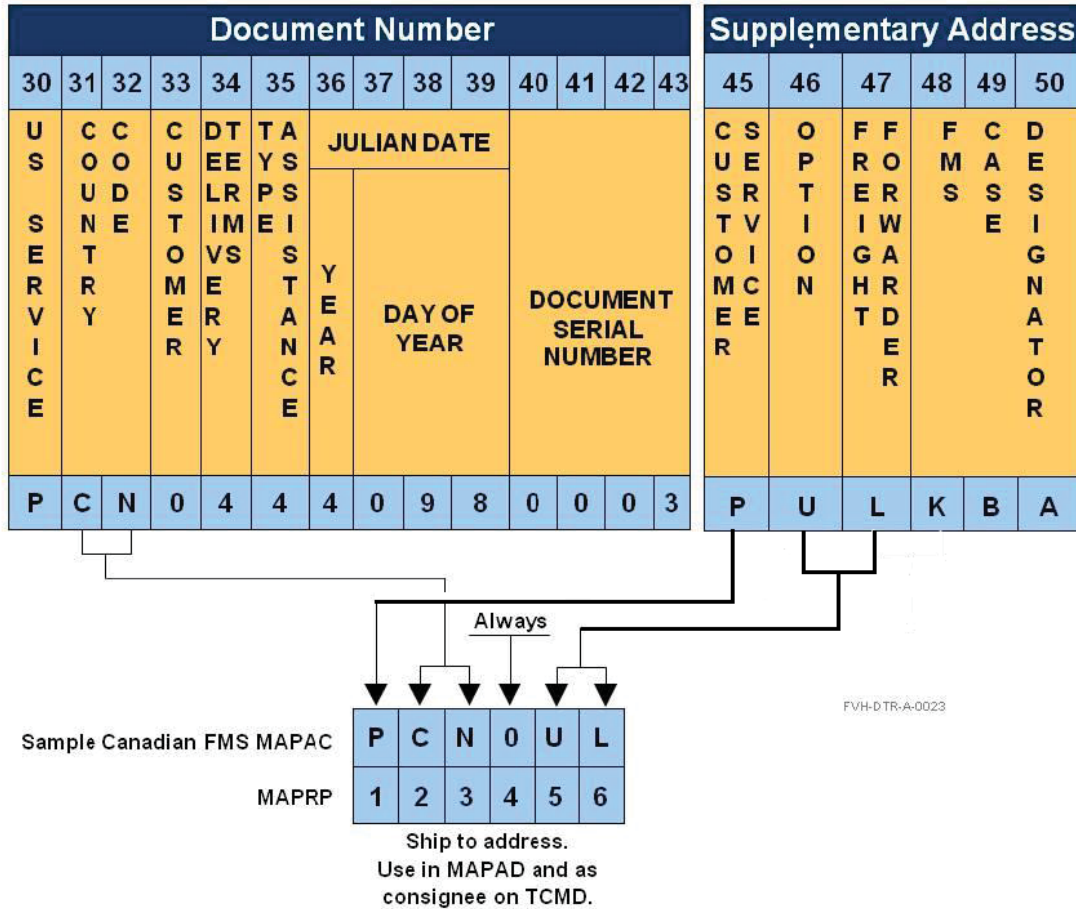 Document Number
Supplementary Address
30 31 32 33 34 35 36 37 38 39 40 41 42 43
45 46 47 48 49 50
US SERVICE
COUNTRY
CODE
CUSTOMER
DELIVERY
TERMS
TYPE
ASSISTANCE
JULIAN DATE
YEAR
DAY OF
YEAR
DOCUMENT
SERIAL
NUMBER
CUSTOMER
SERVICE
OPTION
FREIGHT
FORWARDER
FMS
CASE
DESIGNATOR
P C N 0 4 4 4 0 9 8 0 0 0 3
P U L K B A
Always
FVH-DTR-A-0023
Sample Canadian FMS MAPAC
P C N 0 U L
MAPRP
1 2 3 4 5 6
Ship to address.
Use in MAPAD and as
consignee on TCMD.